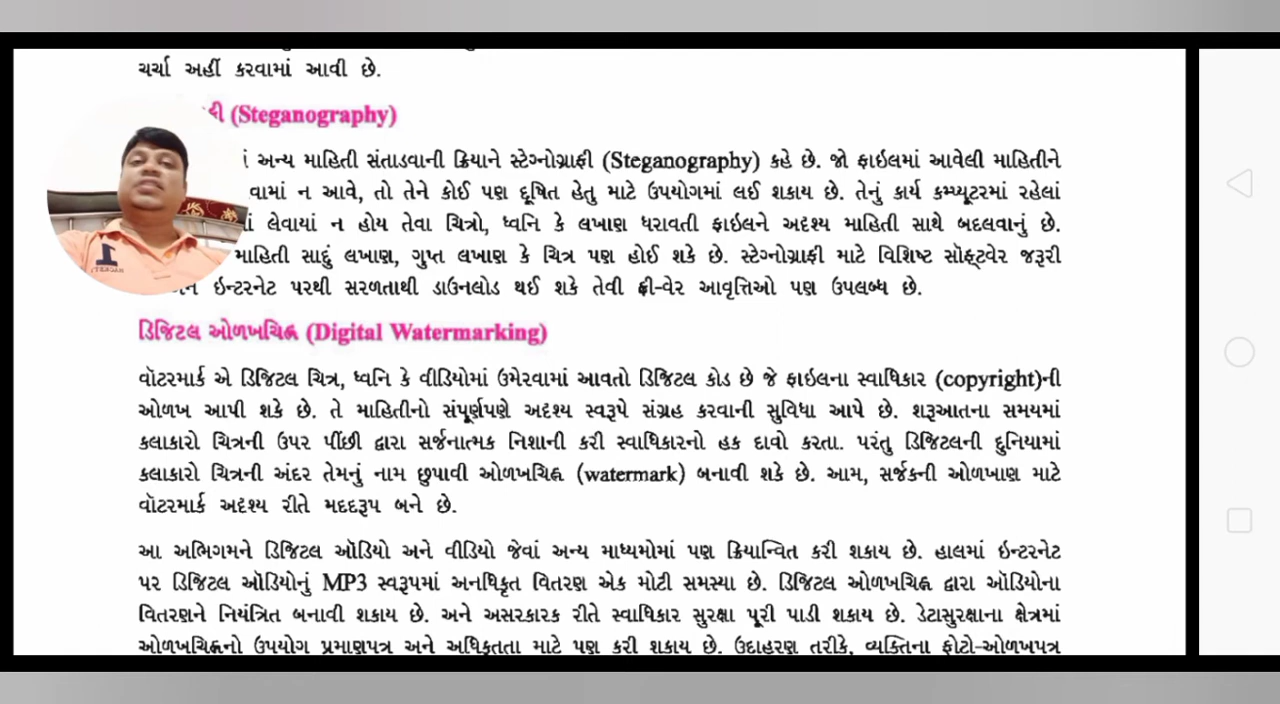 ચર્ચા અહીં કરવામાં આવી છે.
(Steganography)
અન્ય માહિતી સંતાડવાની ક્રિયાને સ્ટેગ્નોગ્રાફી (Steganography) કહે છે. જો ફાઇલમાં આવેલી માહિતીને
ન આવે, તો તેને કોઈ પણ દૂષિત હેતુ માટે ઉપયોગમાં લઈ શકાય છે. તેનું કાર્ય કમ્પ્યૂટરમાં રહેલાં
લેવાયાં ન હોય તેવા ચિત્રો, ધ્વનિ કે લખાણ ધરાવતી ફાઇલને અદૃશ્ય માહિતી સાથે બદલવાનું છે.
માહિતી સાદું લખાણ, ગુપ્ત લખાણ કે ચિત્ર પણ હોઈ શકે છે. સ્ટેગ્નોગ્રાફી માટે વિશિષ્ટ સૉફ્ટવેર જરૂરી
ઇન્ટરનેટ પરથી સરળતાથી ડાઉનલોડ થઈ શકે તેવી ફ્રી-વેર આવૃત્તિઓ પણ ઉપલબ્ધ છે.
ડિજિટલ ઓળખચિહ્ન (Digital Watermarking)
વૉટરમાર્ક એ ડિજિટલ ચિત્ર, ધ્વનિ કે વીડિયોમાં ઉમેરવામાં આવતો ડિજિટલ કોડ છે જે ફાઇલના સ્વાધિકાર (copyright)ની
ઓળખ આપી શકે છે. તે માહિતીનો સંપૂર્ણપણે અદૃશ્ય સ્વરૂપે સંગ્રહ કરવાની સુવિધા આપે છે. શરૂઆતના સમયમાં
કલાકારો ચિત્રની ઉપર પીંછી દ્વારા સર્જનાત્મક નિશાની કરી સ્વાધિકારનો હક દાવો કરતા. પરંતુ ડિજિટલની દુનિયામાં
કલાકારો ચિત્રની અંદર તેમનું નામ છુપાવી ઓળખચિહ્ન (watermark) બનાવી શકે છે. આમ, સર્જકની ઓળખાણ માટે
વૉટરમાર્ક અદૃશ્ય રીતે મદદરૂપ બને છે.
આ અભિગમને ડિજિટલ ઑડિયો અને વીડિયો જેવાં અન્ય માધ્યમોમાં પણ ક્રિયાન્વિત કરી શકાય છે. હાલમાં ઇન્ટરનેટ
પર ડિજિટલ ઑડિયોનું MP3 સ્વરૂપમાં અનધિકૃત વિતરણ એક મોટી સમસ્યા છે. ડિજિટલ ઓળખચિહ્ન દ્વારા ઑડિયોના
વિતરણને નિયંત્રિત બનાવી શકાય છે. અને અસરકારક રીતે સ્વાધિકાર સુરક્ષા પૂરી પાડી શકાય છે. ડેટાસુરક્ષાના ક્ષેત્રમાં
ઓળખચિહ્નનો ઉપયોગ પ્રમાણપત્ર અને અધિકૃતતા માટે પણ કરી શકાય છે. ઉદાહરણ તરીકે, વ્યક્તિના ફોટો-ઓળખપત્ર